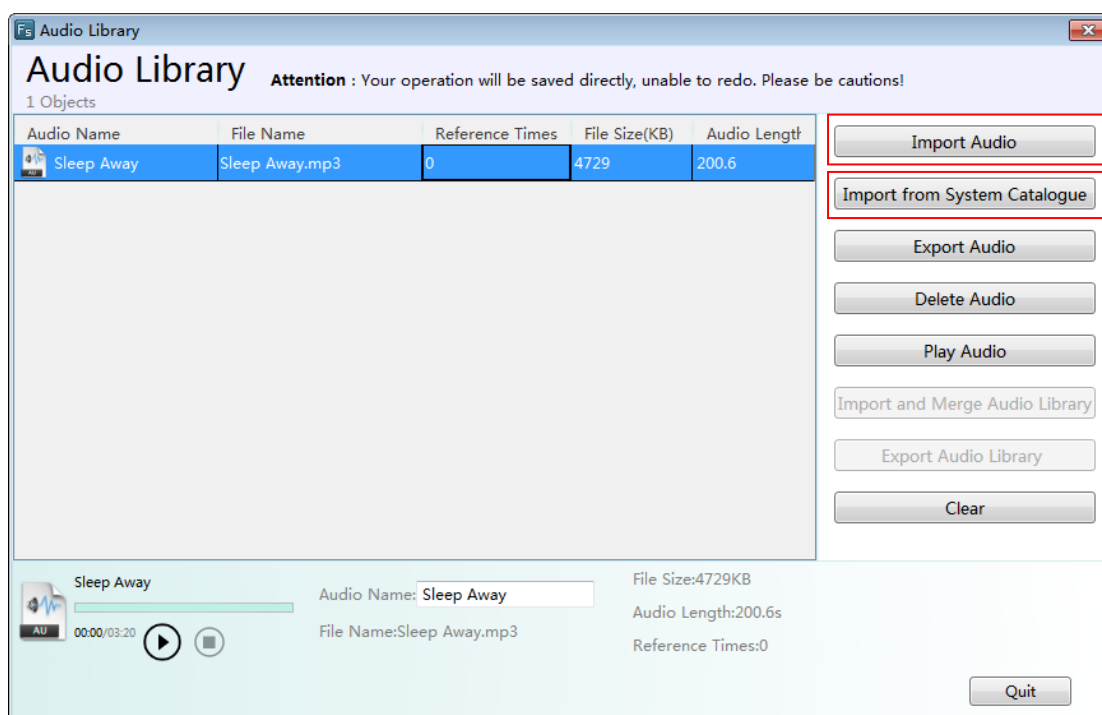 Fs Audio Library
Audio Library Attention : Your operation will be saved directly, unable to redo. Please be cautions!
1 Objects
Audio Name File Name Reference Times File Size(KB) Audio Length
AU Sleep Away Sleep Away.mp3 0 4729 200.6
Import Audio
Import from System Catalogue
Export Audio
Delete Audio
Play Audio
Import and Merge Audio Library
Export Audio Library
Clear
Sleep Away
AU
00:00/03:20
Audio Name: Sleep Away
File Name:Sleep Away.mp3
File Size:4729KB
Audio Length:200.6s
Reference Times:0
Quit